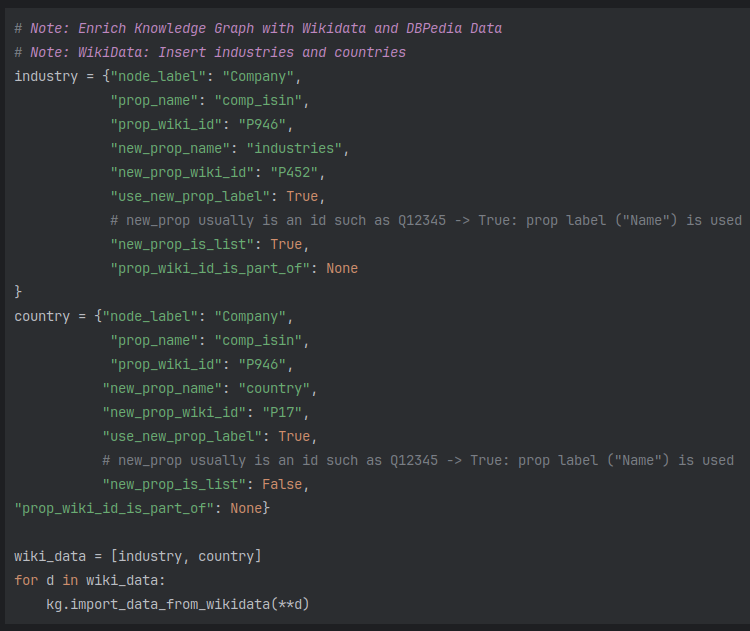 # Note: Enrich Knowledge Graph with Wikidata and DBPedia Data
# Note: WikiData: Insert industries and countries
industry = {"node_label": "Company",
            "prop_name": "comp_isin",
            "prop_wiki_id": "P946",
            "new_prop_name": "industries",
            "new_prop_wiki_id": "P452",
            "use_new_prop_label": True,
            # new_prop usually is an id such as Q12345 -> True: prop label ("Name") is used
            "new_prop_is_list": True,
            "prop_wiki_id_is_part_of": None
}
country = {"node_label": "Company",
            "prop_name": "comp_isin",
            "prop_wiki_id": "P946",
           "new_prop_name": "country",
           "new_prop_wiki_id": "P17",
           "use_new_prop_label": True,
           # new_prop usually is an id such as Q12345 -> True: prop label ("Name") is used
           "new_prop_is_list": False,
"prop_wiki_id_is_part_of": None}

wiki_data = [industry, country]
for d in wiki_data:
    kg.import_data_from_wikidata(**d)